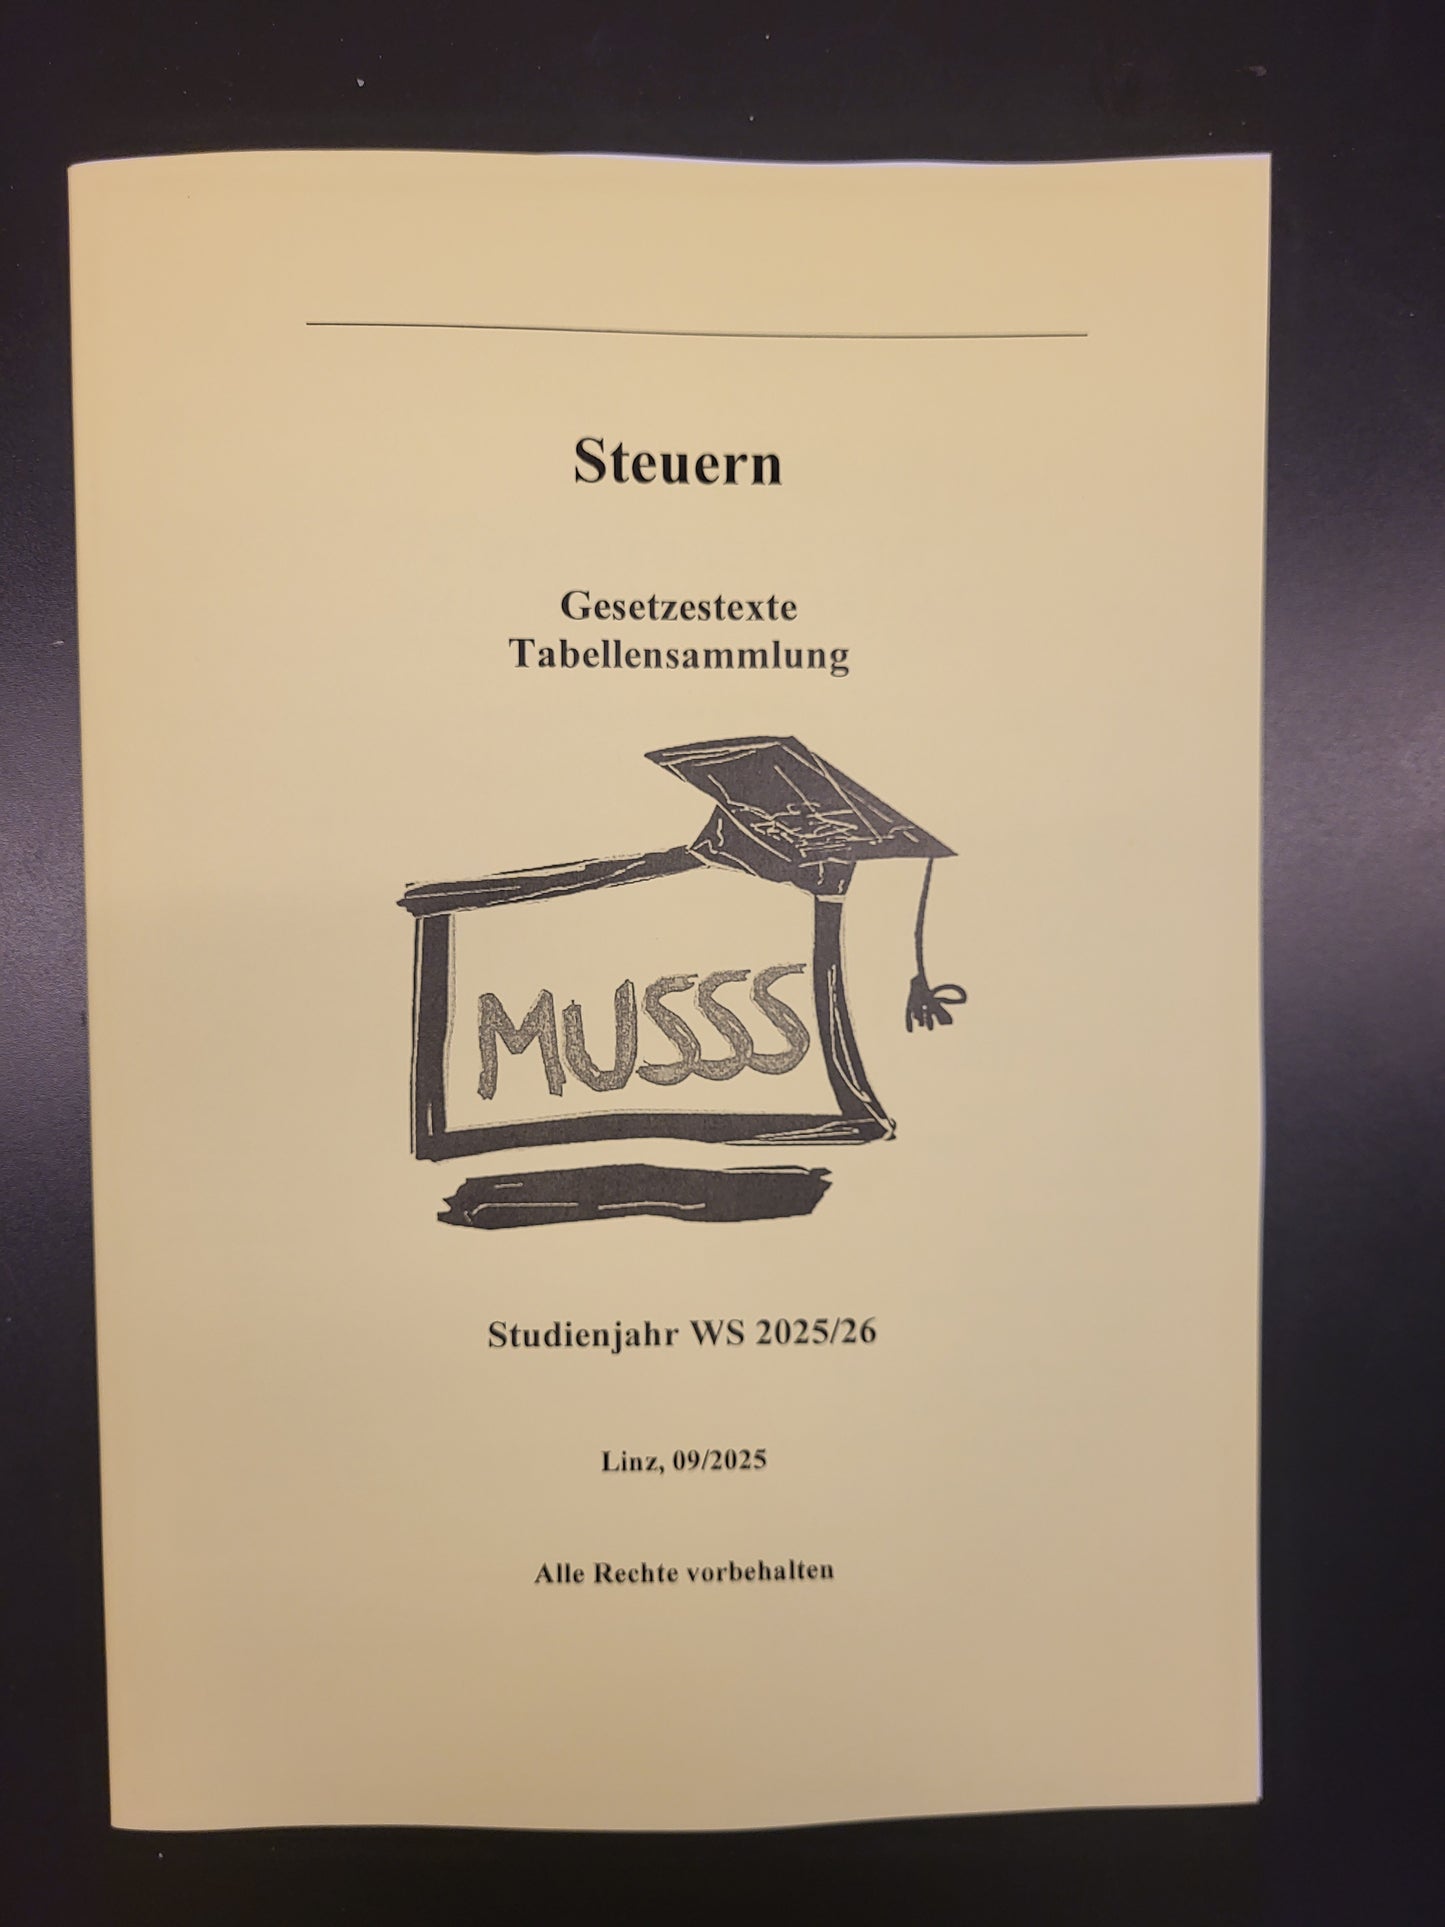 Steuern
Gesetzestexte
Tabellensammlung
MUSSS
Studienjahr WS 2025/26
Linz, 09/2025
Alle Rechte vorbehalten